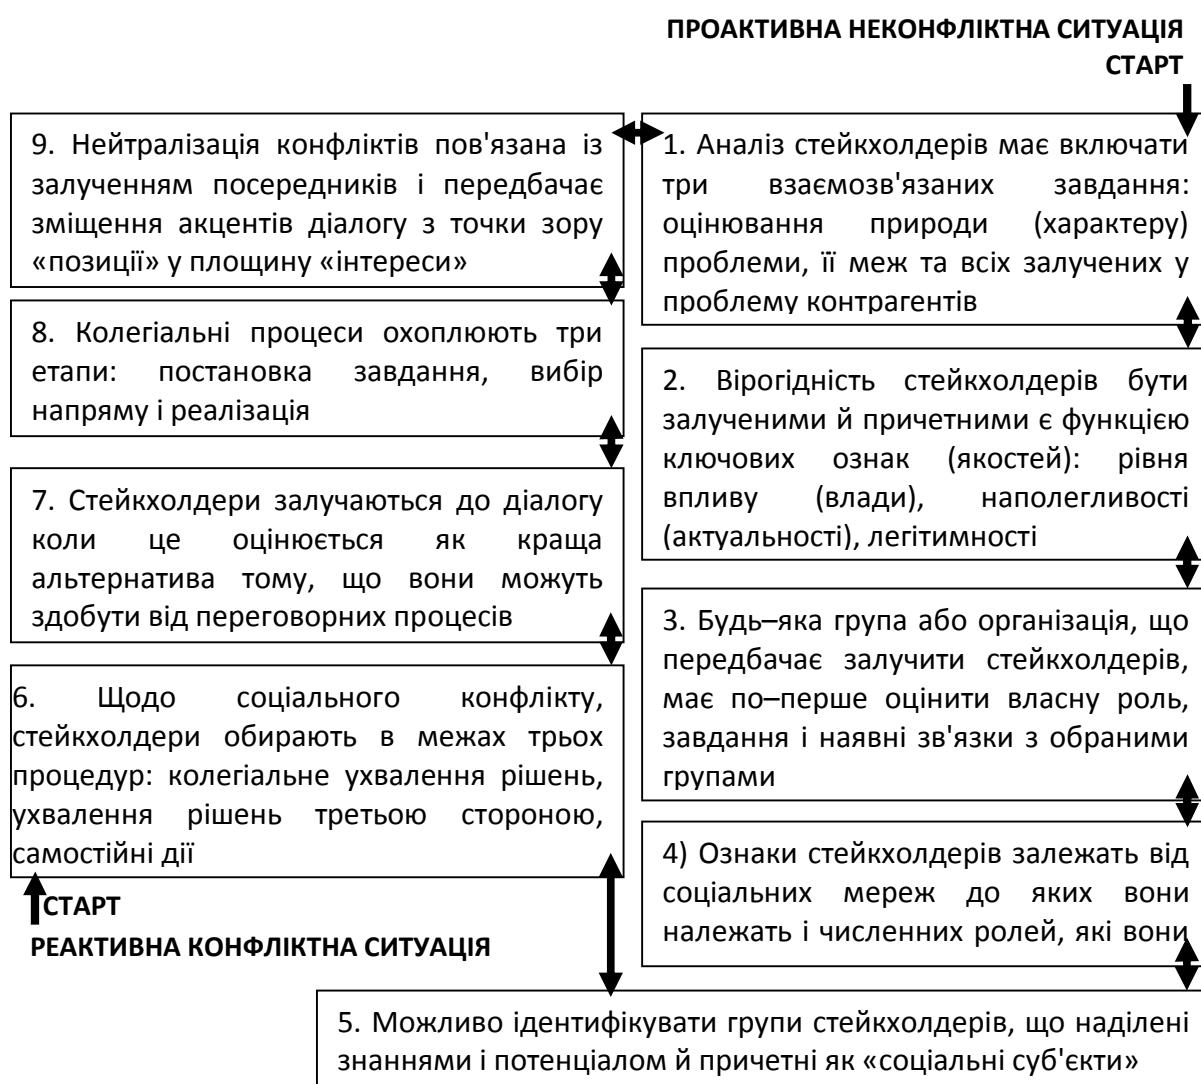 ПРОАКТИВНА НЕКОНФЛІКТНА СИТУАЦІЯ
СТАРТ
9. Нейтралізація конфліктів пов'язана із
залученням посередників і передбачає
зміщення акцентів діалогу з точки зору
«позиції» у площину «інтереси»
1. Аналіз стейкхолдерів має включати
три взаємозв'язаних завдання:
оцінювання природи (характеру)
проблеми, її меж та всіх залучених у
проблему контрагентів
8. Колегіальні процеси охоплюють три
етапи: постановка завдання, вибір
напряму і реалізація
2. Вірогідність стейкхолдерів бути
залученими й причетними є функцією
ключових ознак (якостей): рівня
впливу (влади), наполегливості
(актуальності), легітимності
7. Стейкхолдери залучаються до діалогу
коли це оцінюється як краща
альтернатива тому, що вони можуть
здобути від переговорних процесів
3. Будь–яка група або організація, що
передбачає залучити стейкхолдерів,
має по–перше оцінити власну роль,
завдання і наявні зв'язки з обраними
групами
6. Щодо соціального конфлікту,
стейкхолдери обирають в межах трьох
процедур: колегіальне ухвалення рішень,
ухвалення рішень третьою стороною,
самостійні дії
4) Ознаки стейкхолдерів залежать від
соціальних мереж до яких вони
належать і численних ролей, які вони
СТАРТ
РЕАКТИВНА КОНФЛІКТНА СИТУАЦІЯ
5. Можливо ідентифікувати групи стейкхолдерів, що наділені
знаннями і потенціалом й причетні як «соціальні суб'єкти»